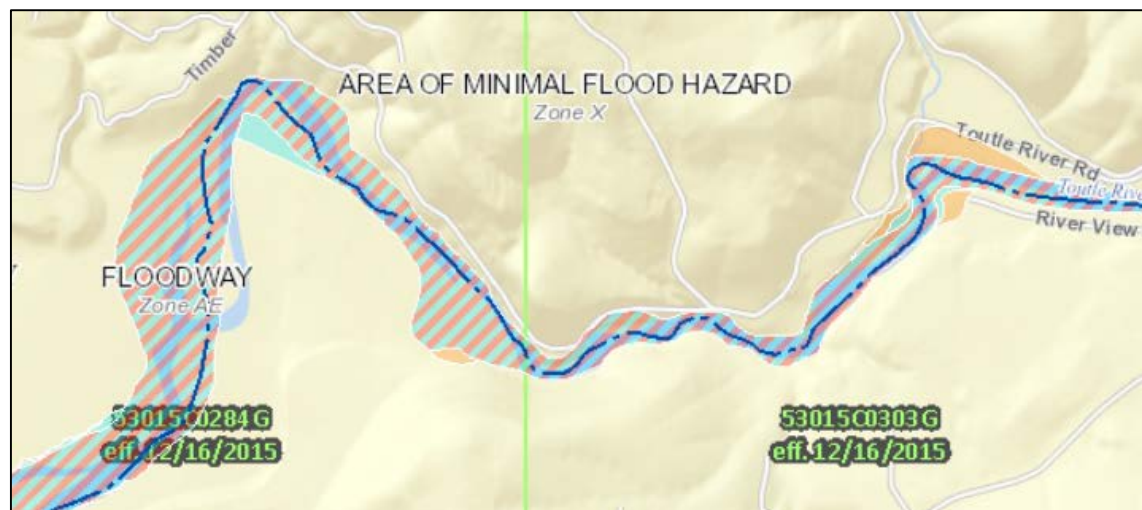 Timber
AREA OF MINIMAL FLOOD HAZARD
Zone X
Toutle River Rd
Toutle Rive
River View
FLOODWAY
Zone AE
53015C0284G
eff. 12/16/2015
53015C0303G
eff. 12/16/2015